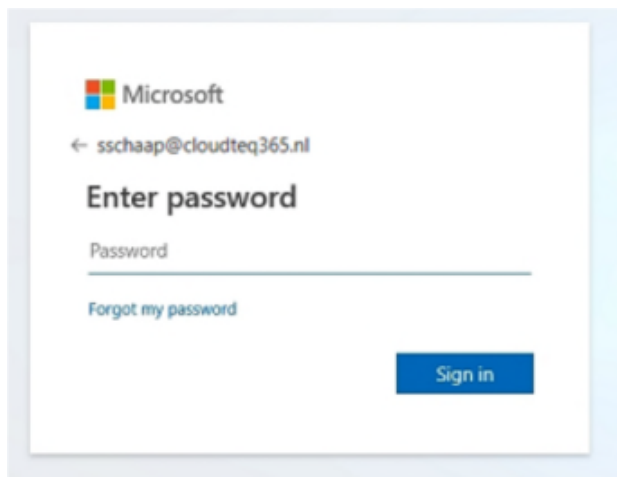 Microsoft
← sschaap@cloudteq365.nl
Enter password
Password
Forgot my password
Sign in